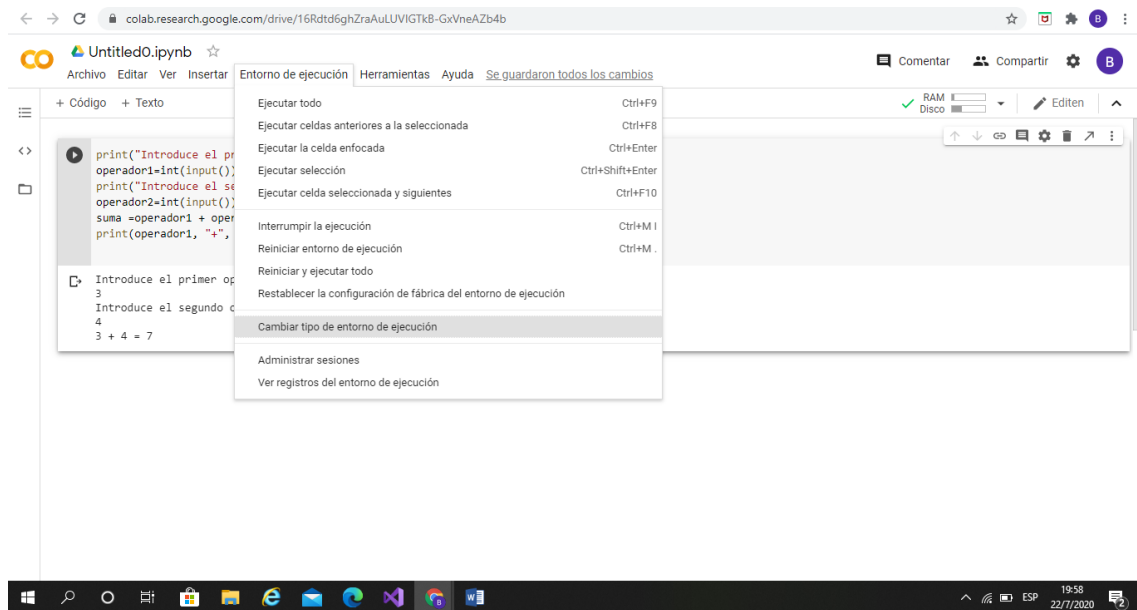 colab.research.google.com/drive/16Rdtd6ghZraAuLUVIGTkB-GxVneAZb4b
B
CO
Untitled0.ipynb
Archivo Editar Ver Insertar Entorno de ejecución Herramientas Ayuda Se guardaron todos los cambios
Comentar Compartir B
+ Código + Texto
RAM
Disco
Editen
Ejecutar todo Ctrl+F9
Ejecutar celdas anteriores a la seleccionada Ctrl+F8
Ejecutar la celda enfocada Ctrl+Enter
Ejecutar selección Ctrl+Shift+Enter
Ejecutar celda seleccionada y siguientes Ctrl+F10
Interrumpir la ejecución Ctrl+M I
Reiniciar entorno de ejecución Ctrl+M .
Reiniciar y ejecutar todo
Restablecer la configuración de fábrica del entorno de ejecución
Cambiar tipo de entorno de ejecución
Administrar sesiones
Ver registros del entorno de ejecución
print("Introduce el pr
operador1=int(input())
print("Introduce el se
operador2=int(input())
suma =operador1 + oper
print(operador1, "+",
Introduce el primer op
3
Introduce el segundo o
4
3 + 4 = 7
ESP
19:58
22/7/2020
2